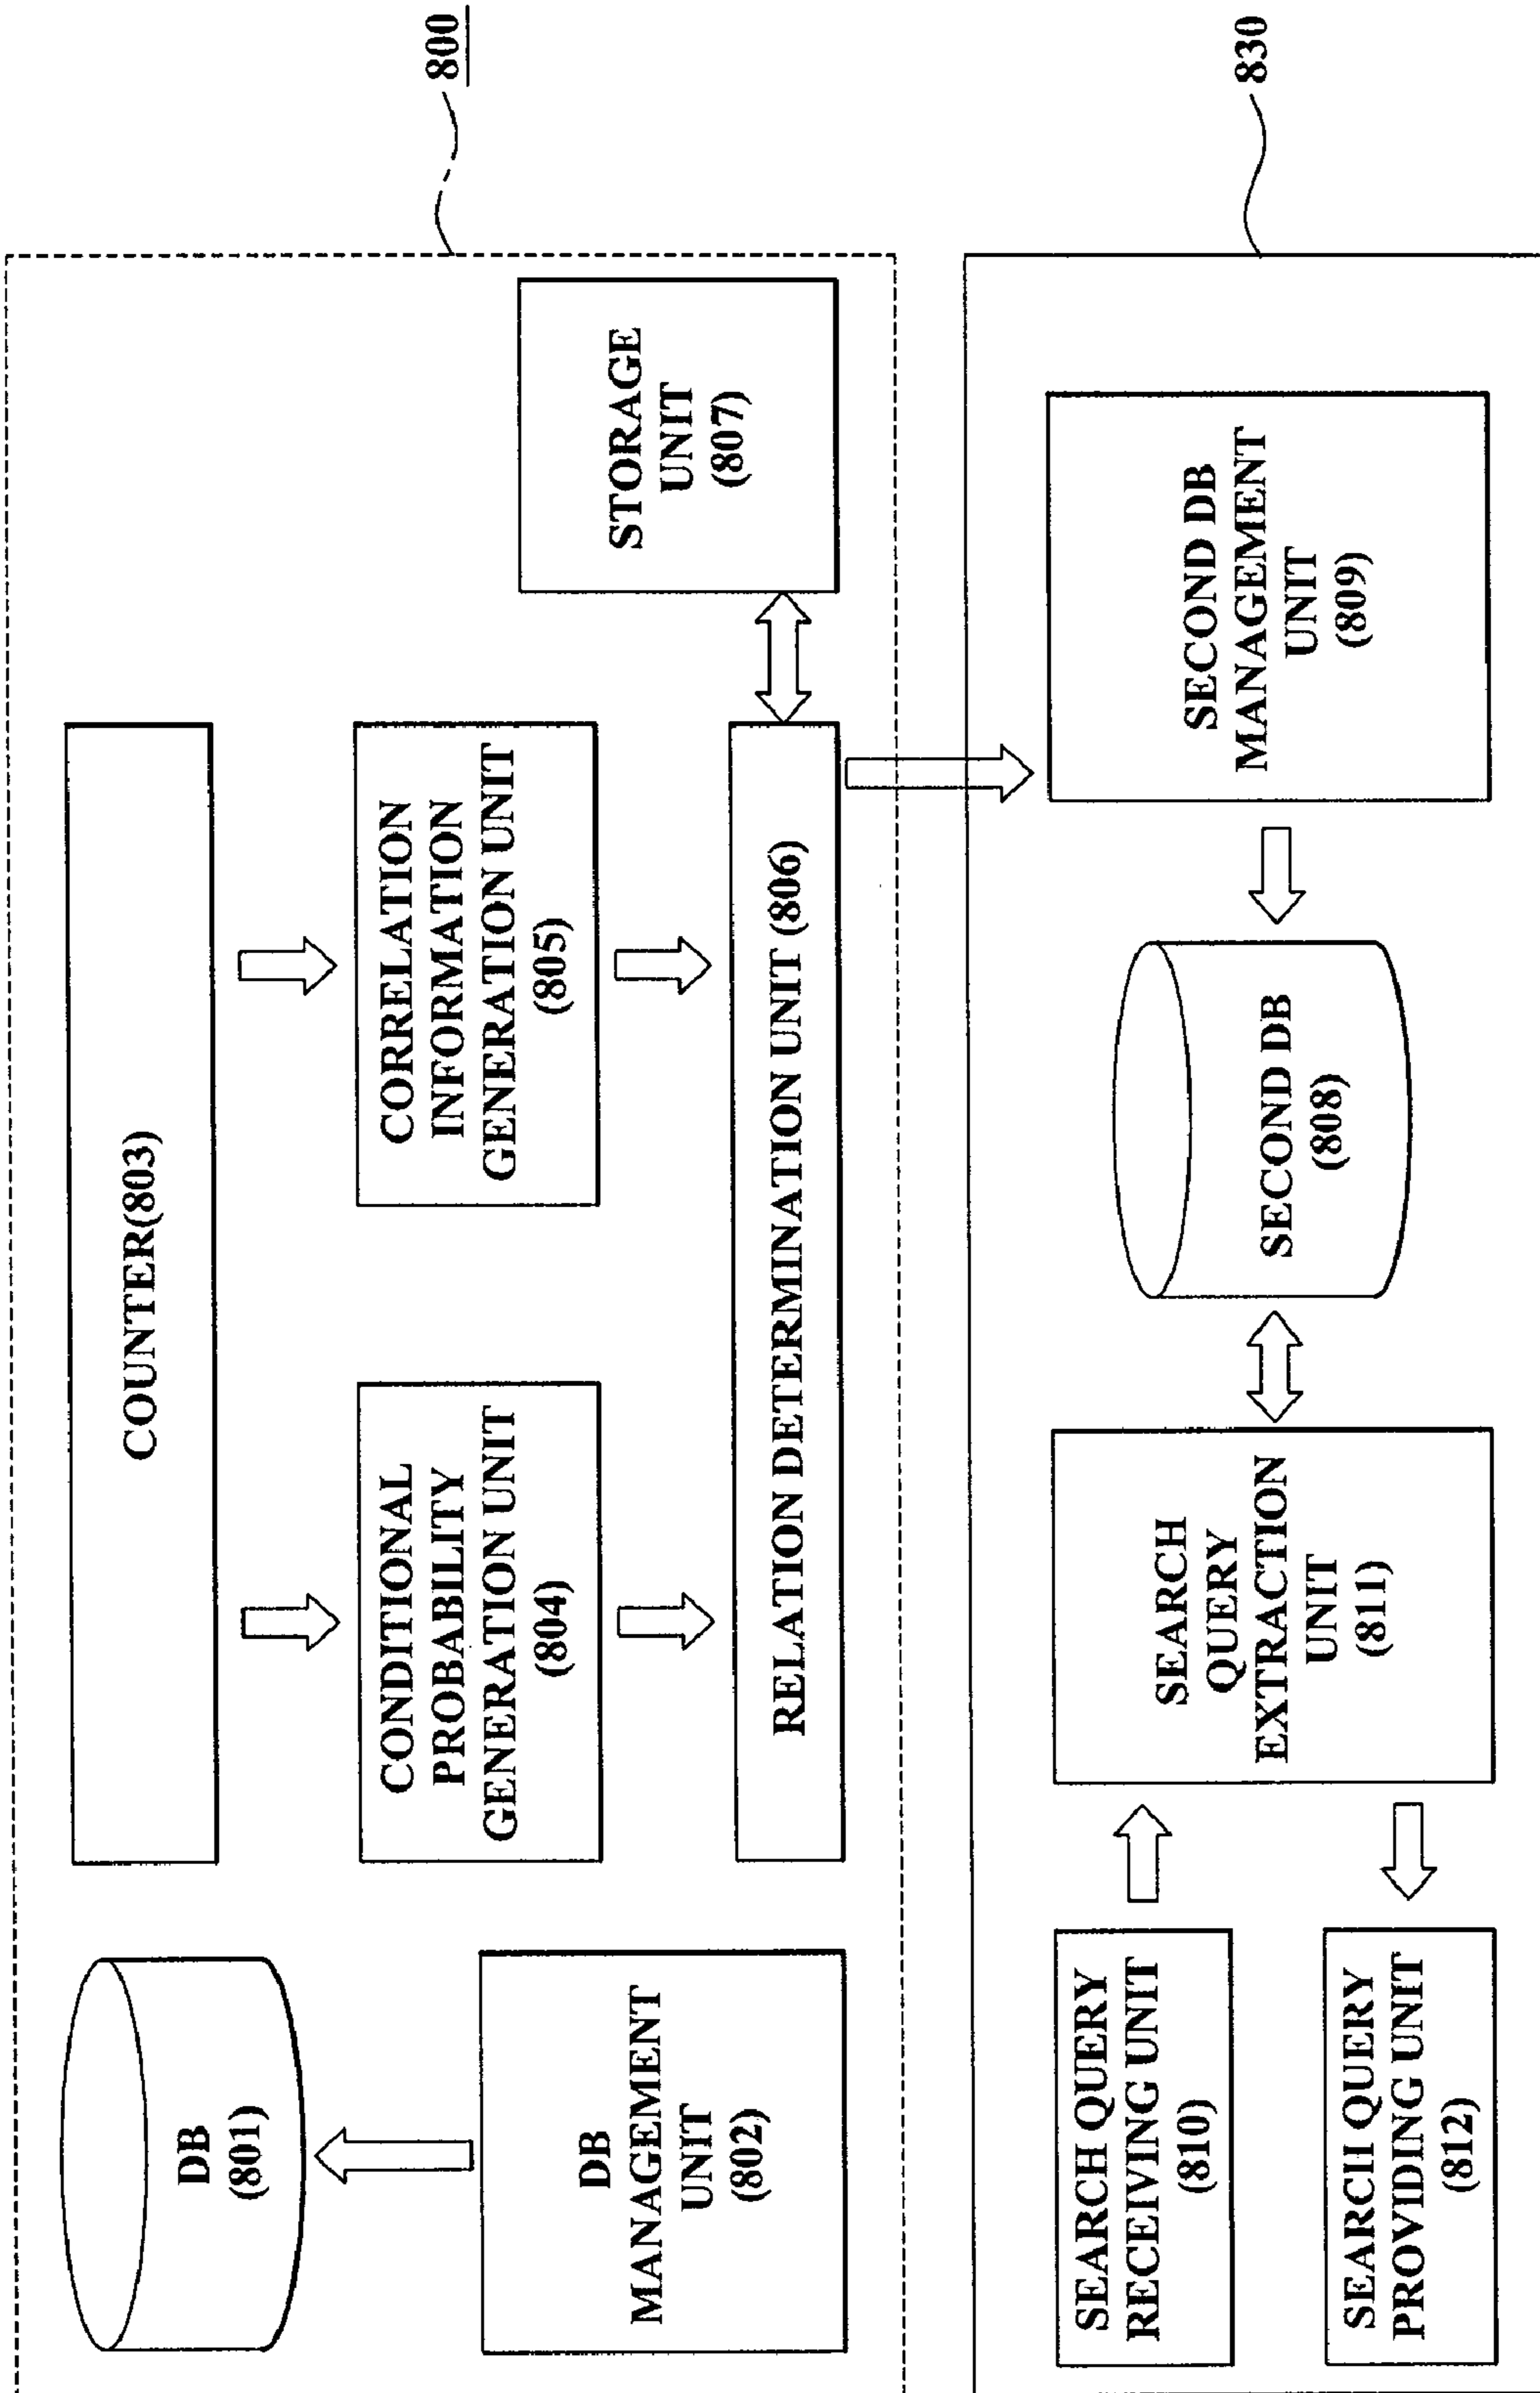 800
DB
(801)
DB
MANAGEMENT
UNIT
(802)
COUNTER(803)
CONDITIONAL
PROBABILITY
GENERATION UNIT
(804)
CORRELATION
INFORMATION
GENERATION UNIT
(805)
RELATION DETERMINATION UNIT (806)
STORAGE
UNIT
(807)
830
SEARCH QUERY
RECEIVING UNIT
(810)
SEARCH QUERY
PROVIDING UNIT
(812)
SEARCH
QUERY
EXTRACTION
UNIT
(811)
SECOND DB
(808)
SECOND DB
MANAGEMENT
UNIT
(809)